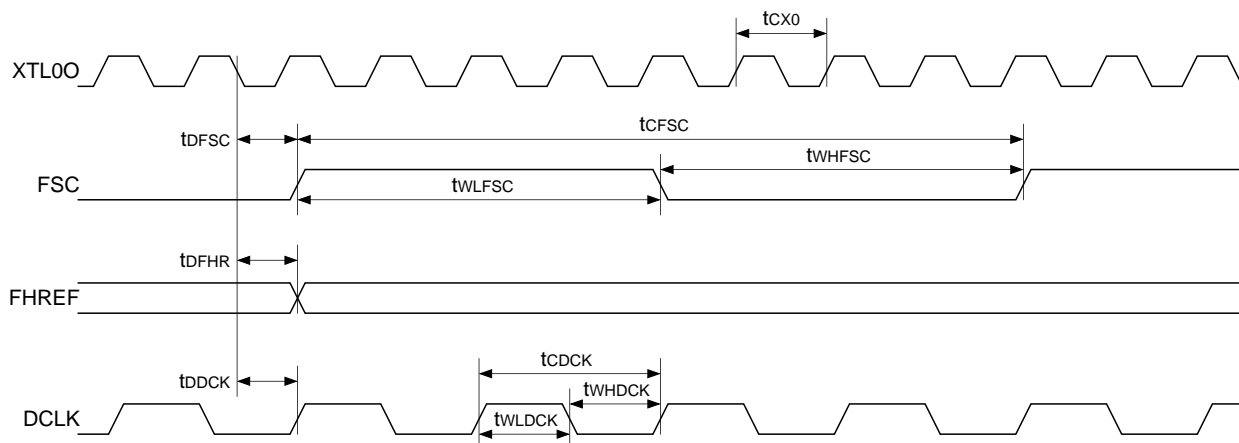 tCX0
XTL0O
tDFSC
tCFSC
tWHFSC
FSC
tWLFSC
tDFHR
FHREF
tCDCK
tDDCK
tWHDCK
DCLK
tWLDCK